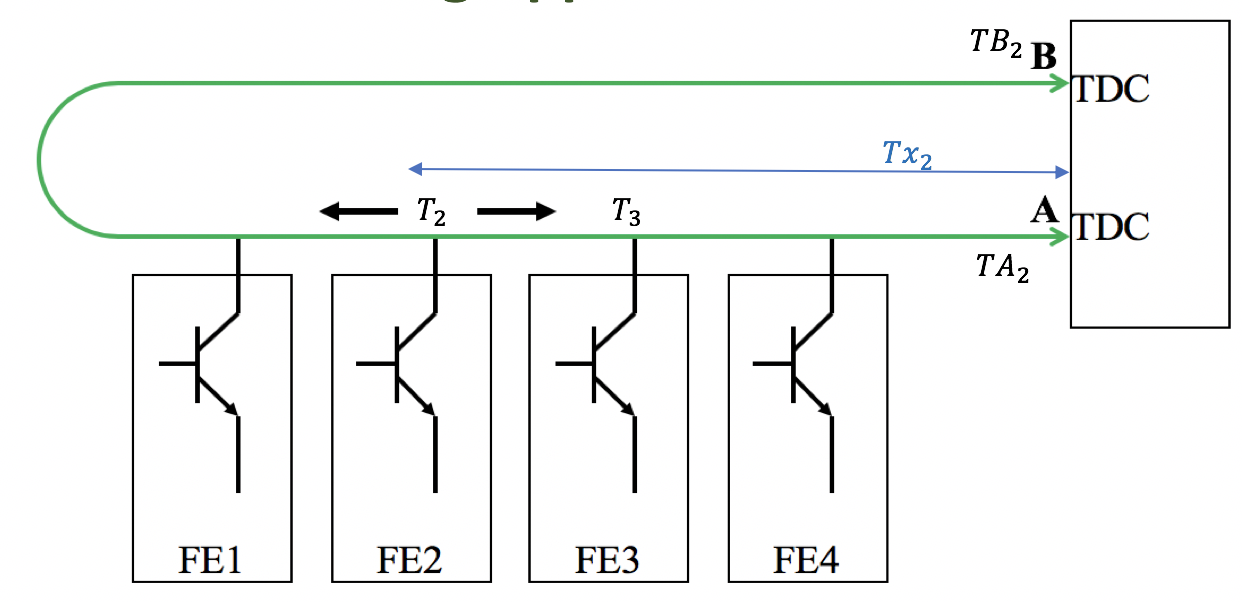 TB₂ B
TDC
Tx₂
T₂ T₃ A
TDC
TA₂
FE1 FE2 FE3 FE4